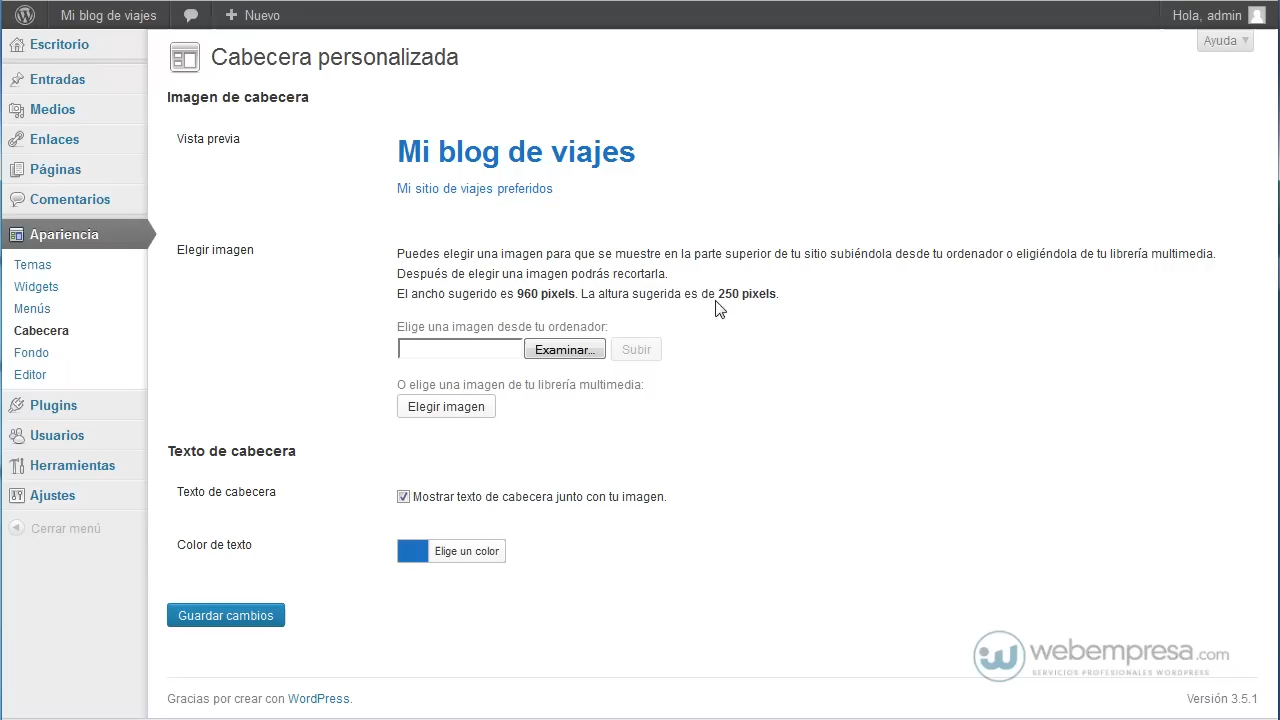 Mi blog de viajes
Nuevo
Hola, admin
Ayuda
Escritorio
Entradas
Medios
Enlaces
Páginas
Comentarios
Apariencia
Temas
Widgets
Menús
Cabecera
Fondo
Editor
Plugins
Usuarios
Herramientas
Ajustes
Cerrar menú
Cabecera personalizada
Imagen de cabecera
Vista previa
Mi blog de viajes
Mi sitio de viajes preferidos
Elegir imagen
Puedes elegir una imagen para que se muestre en la parte superior de tu sitio subiéndola desde tu ordenador o eligiéndola de tu librería multimedia.
Después de elegir una imagen podrás recortarla.
El ancho sugerido es 960 pixels. La altura sugerida es de 250 pixels.
Elige una imagen desde tu ordenador:
Examinar... Subir
O elige una imagen de tu librería multimedia:
Elegir imagen
Texto de cabecera
Texto de cabecera
Mostrar texto de cabecera junto con tu imagen.
Color de texto
Elige un color
Guardar cambios
webempresa.com
SERVICIOS PROFESIONALES WORDPRESS
Gracias por crear con WordPress.
Versión 3.5.1